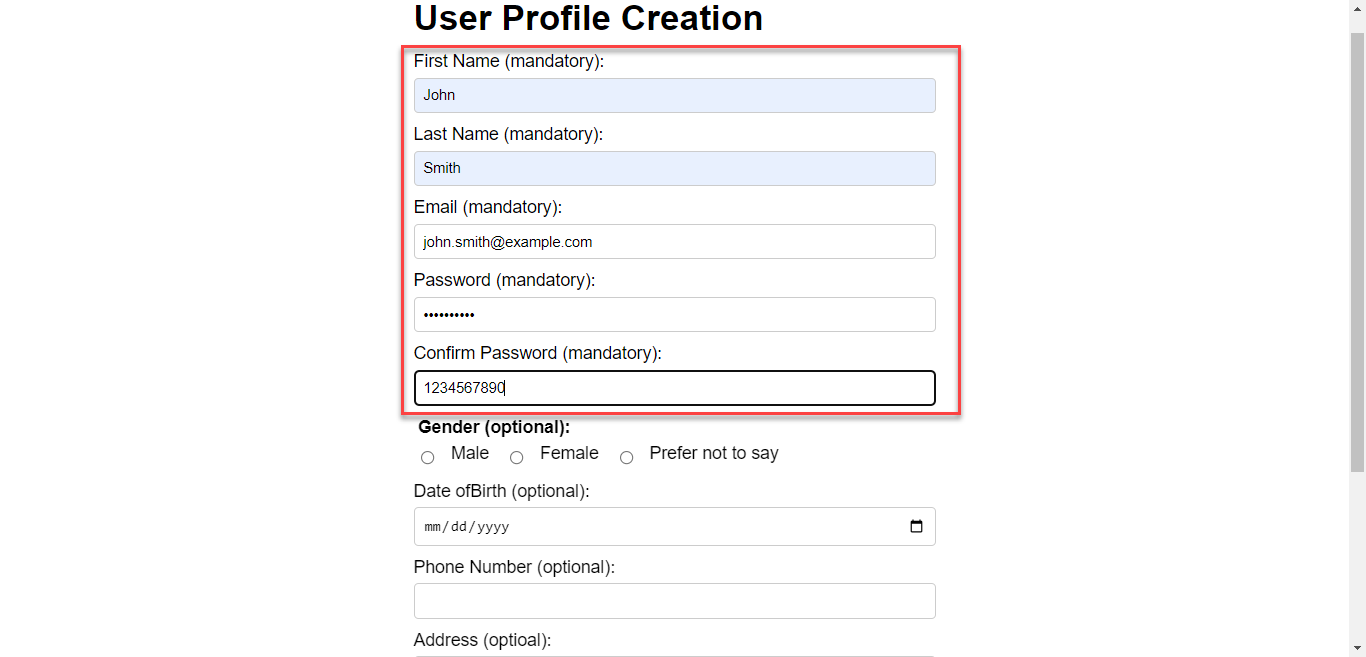 User Profile Creation
First Name (mandatory):
John
Last Name (mandatory):
Smith
Email (mandatory):
john.smith@example.com
Password (mandatory):
••••••••••
Confirm Password (mandatory):
1234567890
Gender (optional):
Male Female Prefer not to say
Date ofBirth (optional):
mm/dd/yyyy
Phone Number (optional):
Address (optioal):